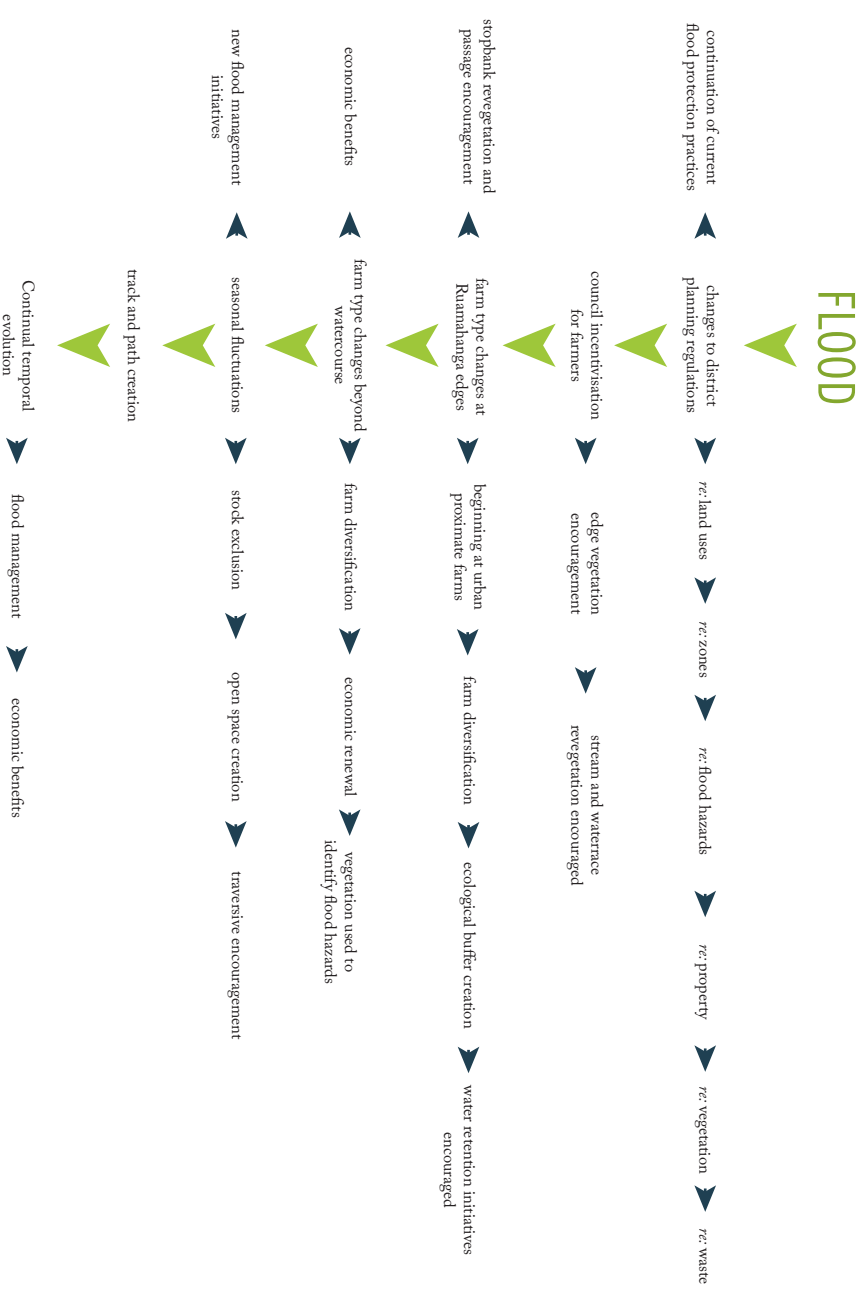 FLOOD
continuation of current
flood protection practices
changes to district
planning regulations
re: land uses
re: zones
re: flood hazards
re: property
re: vegetation
re: waste
council incentivisation
for farmers
edge vegetation
encouragement
stream and waterrace
revegetation encouraged
stopbank revegetation and
passage encouragement
farm type changes at
Ruamahanga edges
beginning at urban
proximate farms
farm diversification
ecological buffer creation
water retention initiatives
encouraged
economic benefits
farm type changes beyond
watercourse
farm diversification
economic renewal
vegetation used to
identify flood hazards
new flood management
initiatives
seasonal fluctuations
stock exclusion
open space creation
traversive encouragement
track and path creation
Continual temporal
evolution
flood management
economic benefits